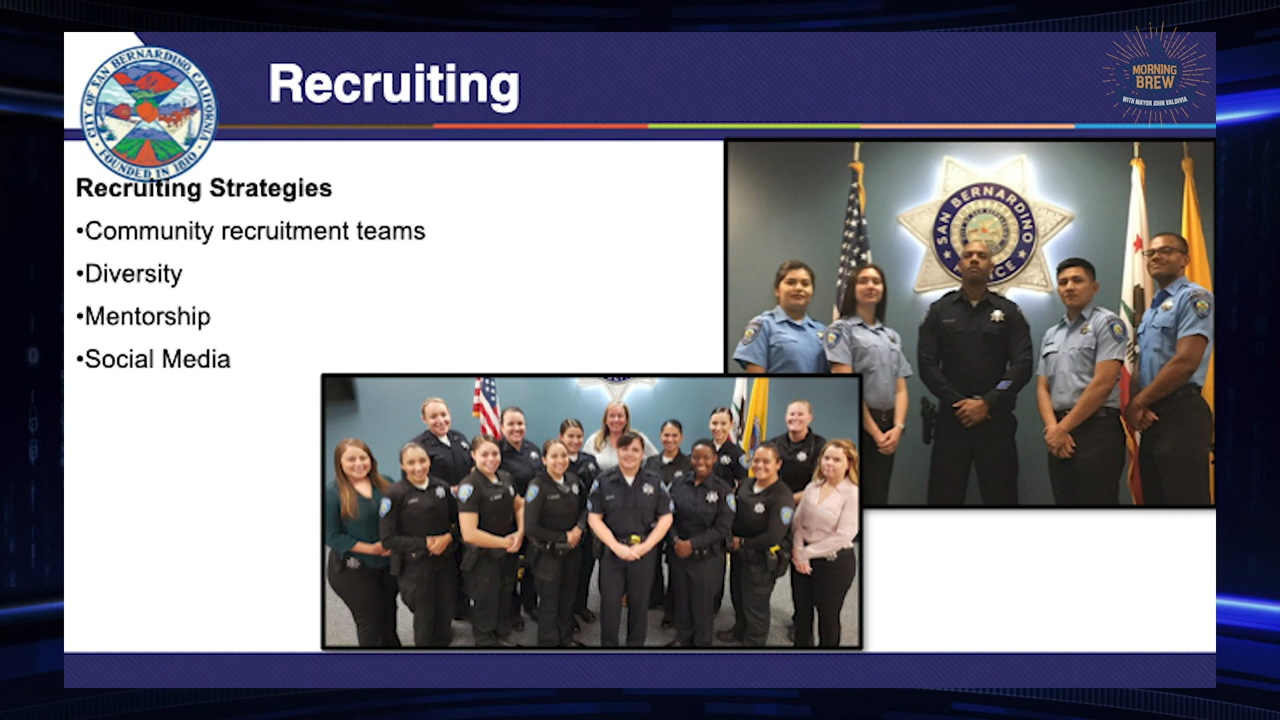 Recruiting
MORNING
BREW
WITH MAYOR JOHN VALDIVIA
CITY OF SAN BERNARDINO, CALIFORNIA
FOUNDED IN 1810
Recruiting Strategies
•Community recruitment teams
•Diversity
•Mentorship
•Social Media
SAN BERNARDINO
POLICE